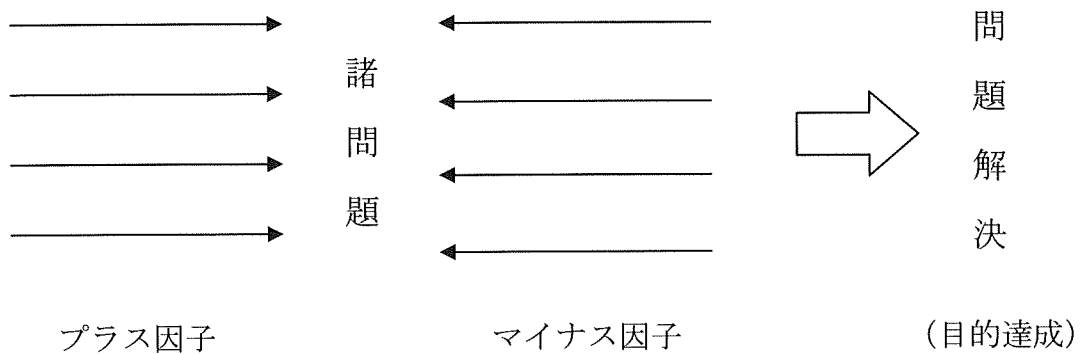 諸問題
問題解決
プラス因子
マイナス因子
（目的達成）